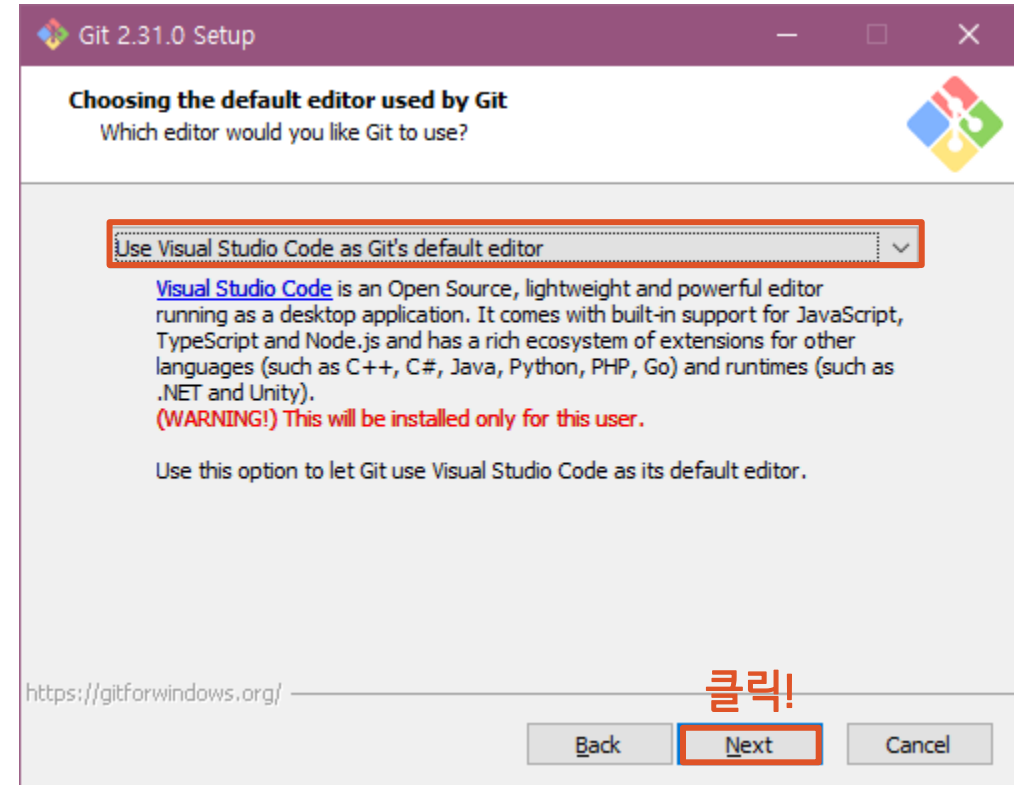 Git 2.31.0 Setup
Choosing the default editor used by Git
Which editor would you like Git to use?
Use Visual Studio Code as Git's default editor
Visual Studio Code is an Open Source, lightweight and powerful editor
running as a desktop application. It comes with built-in support for JavaScript,
TypeScript and Node.js and has a rich ecosystem of extensions for other
languages (such as C++, C#, Java, Python, PHP, Go) and runtimes (such as
.NET and Unity).
(WARNING!) This will be installed only for this user.
Use this option to let Git use Visual Studio Code as its default editor.
https://gitforwindows.org/
클릭!
Back Next Cancel